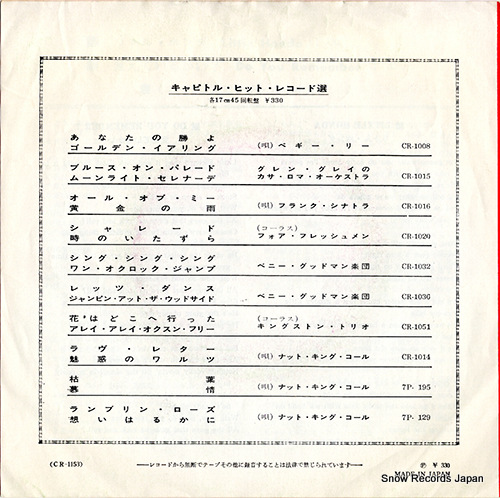 キャピトル・ヒット・レコード選
各17㎝45回転盤 ¥330
あなたの勝よ
ゴールデン・イアリング (唄) ペギー・リー CR-1008
ブルース・オン・パレード グレン・グレイの
ムーンライト・セレナーデ カサ・ロマ・オーケストラ CR-1015
オール・オブ・ミー
黄金の雨 (唄) フランク・シナトラ CR-1016
シャレード (コーラス)
時のいたずら フォア・フレッシュメン CR-1020
シング・シング・シング
ワン・オクロック・ジャンプ ベニー・グッドマン楽団 CR-1032
レッツ・ダンス
ジャンピン・アット・ザ・ウッドサイド ベニー・グッドマン楽団 CR-1036
花はどこへ行った (コーラス)
アレイ・アレイ・オクスン・フリー キングストン・トリオ CR-1051
ラヴ・レター
魅惑のワルツ (唄) ナット・キング・コール CR-1014
枯葉
慕情 (唄) ナット・キング・コール 7P-195
ランブリン・ローズ
想いはるかに (唄) ナット・キング・コール 7P-129
(CR-1153) ――レコードから無断でテープその他に録音することは法律で禁じられています―― Ⓟ ¥330
MADE IN JAPAN
Snow Records Japan